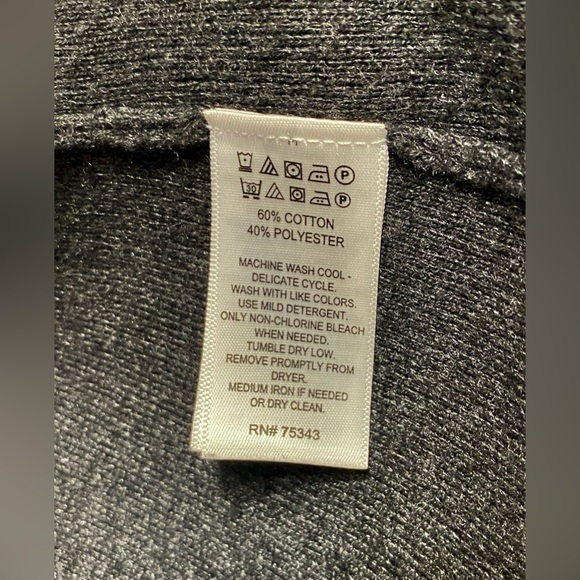 P
30 P
60% COTTON
40% POLYESTER
MACHINE WASH COOL -
DELICATE CYCLE.
WASH WITH LIKE COLORS.
USE MILD DETERGENT.
ONLY NON-CHLORINE BLEACH
WHEN NEEDED.
TUMBLE DRY LOW.
REMOVE PROMPTLY FROM
DRYER.
MEDIUM IRON IF NEEDED
OR DRY CLEAN.
RN# 75343